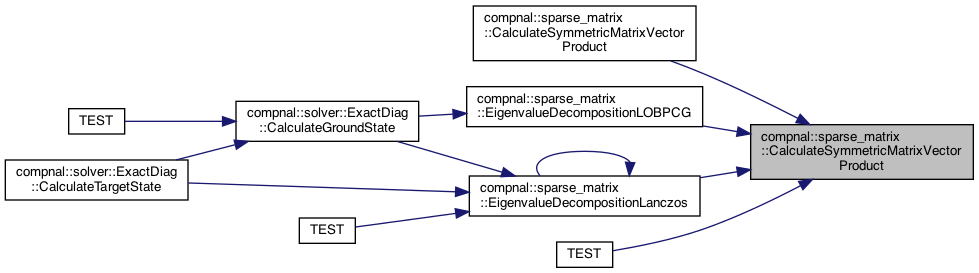 compnal::sparse_matrix
::CalculateSymmetricMatrixVector
Product
compnal::sparse_matrix
::EigenvalueDecompositionLOBPCG
compnal::solver::ExactDiag
::CalculateGroundState
TEST
compnal::sparse_matrix
::CalculateSymmetricMatrixVector
Product
compnal::solver::ExactDiag
::CalculateTargetState
compnal::sparse_matrix
::EigenvalueDecompositionLanczos
TEST
TEST